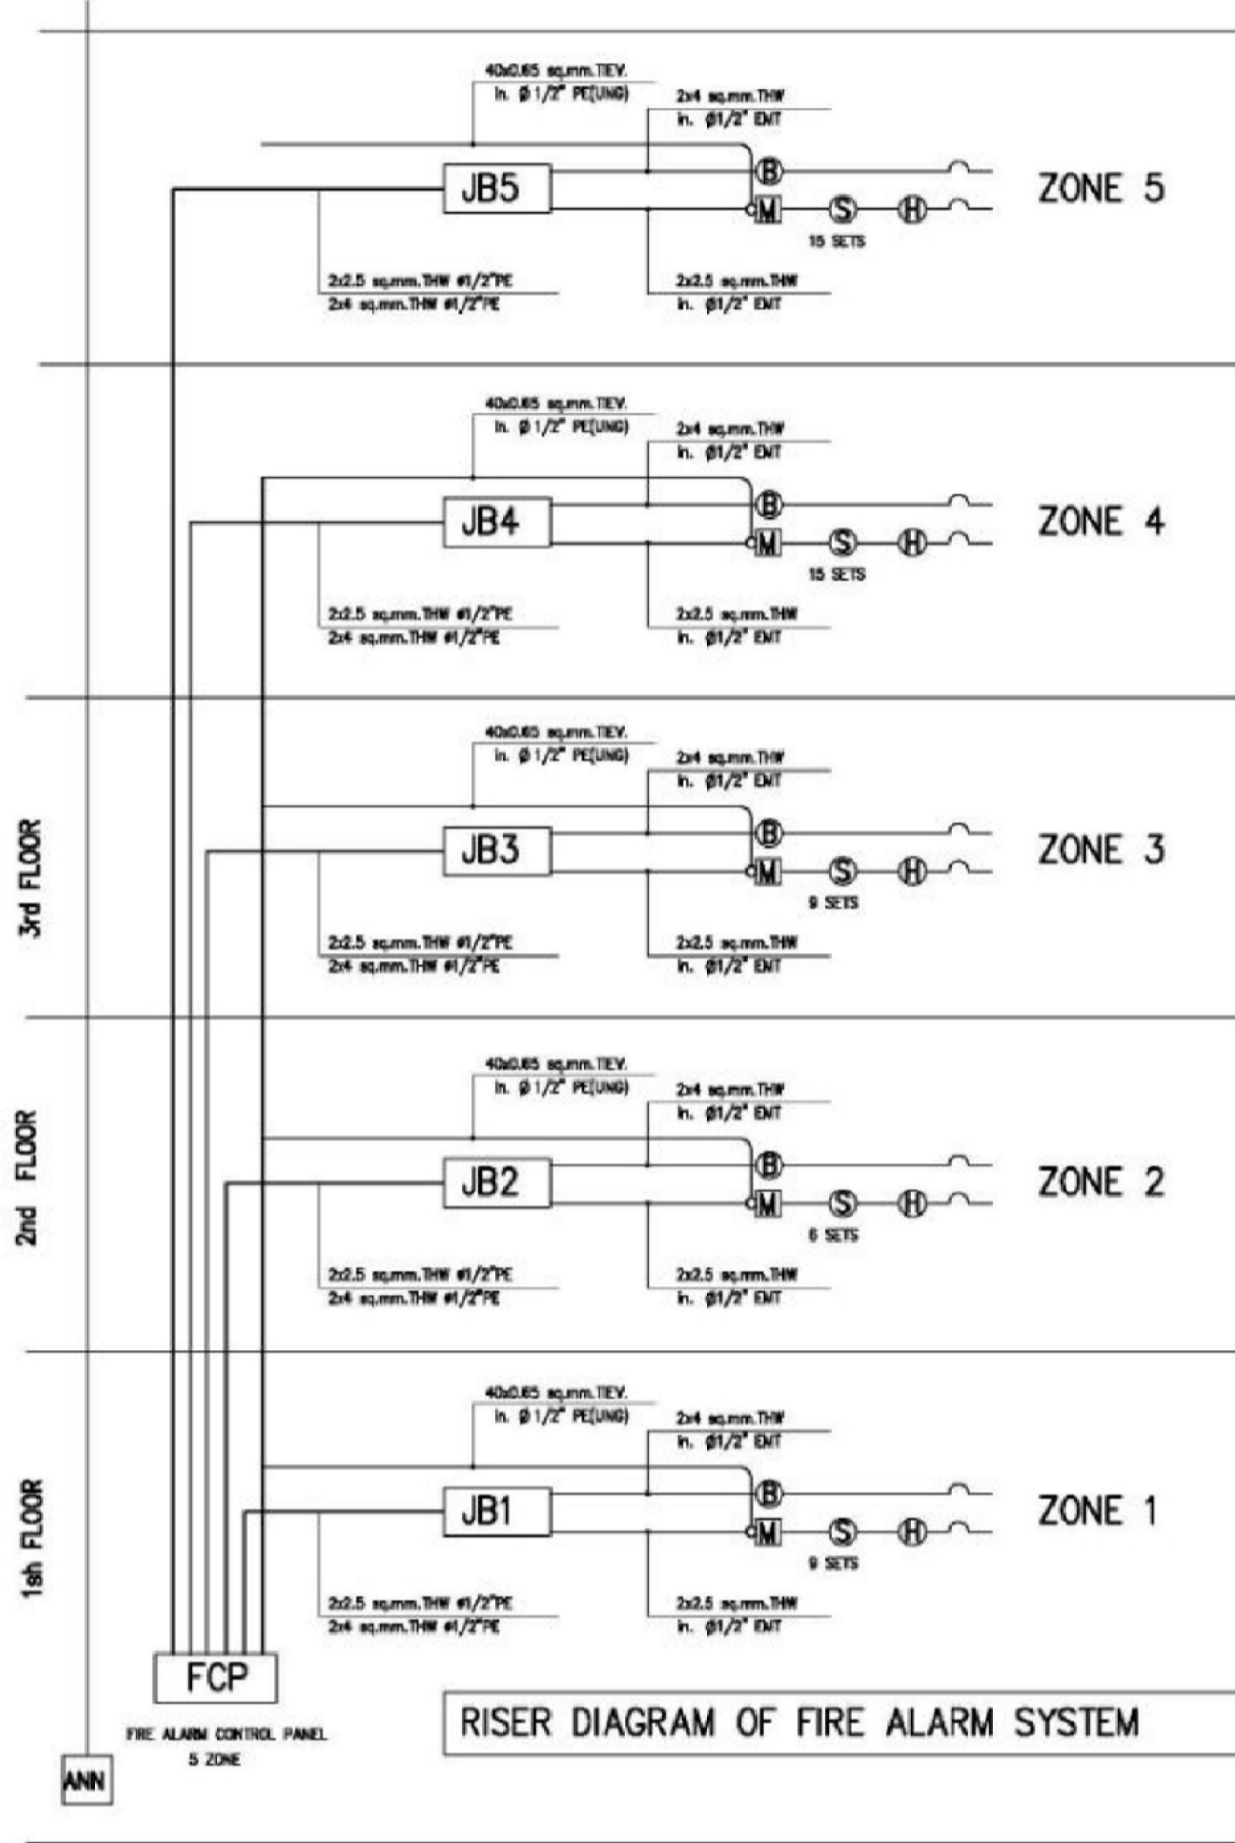 40x0.65 sq.mm.TIEV.
in. Ø 1/2" PE(UNG)
2x4 sq.mm.THW
in. Ø1/2" EMT
JB5
B
M
S
H
ZONE 5
15 SETS
2x2.5 sq.mm.THW Ø1/2"PE
2x4 sq.mm.THW Ø1/2"PE
2x2.5 sq.mm.THW
in. Ø1/2" EMT
40x0.65 sq.mm.TIEV.
in. Ø 1/2" PE(UNG)
2x4 sq.mm.THW
in. Ø1/2" EMT
JB4
B
M
S
H
ZONE 4
15 SETS
2x2.5 sq.mm.THW Ø1/2"PE
2x4 sq.mm.THW Ø1/2"PE
2x2.5 sq.mm.THW
in. Ø1/2" EMT
3rd FLOOR
40x0.65 sq.mm.TIEV.
in. Ø 1/2" PE(UNG)
2x4 sq.mm.THW
in. Ø1/2" EMT
JB3
B
M
S
H
ZONE 3
9 SETS
2x2.5 sq.mm.THW Ø1/2"PE
2x4 sq.mm.THW Ø1/2"PE
2x2.5 sq.mm.THW
in. Ø1/2" EMT
2nd FLOOR
40x0.65 sq.mm.TIEV.
in. Ø 1/2" PE(UNG)
2x4 sq.mm.THW
in. Ø1/2" EMT
JB2
B
M
S
H
ZONE 2
6 SETS
2x2.5 sq.mm.THW Ø1/2"PE
2x4 sq.mm.THW Ø1/2"PE
2x2.5 sq.mm.THW
in. Ø1/2" EMT
1sh FLOOR
40x0.65 sq.mm.TIEV.
in. Ø 1/2" PE(UNG)
2x4 sq.mm.THW
in. Ø1/2" EMT
JB1
B
M
S
H
ZONE 1
9 SETS
2x2.5 sq.mm.THW Ø1/2"PE
2x4 sq.mm.THW Ø1/2"PE
2x2.5 sq.mm.THW
in. Ø1/2" EMT
FCP
FIRE ALARM CONTROL PANEL
5 ZONE
RISER DIAGRAM OF FIRE ALARM SYSTEM
ANN